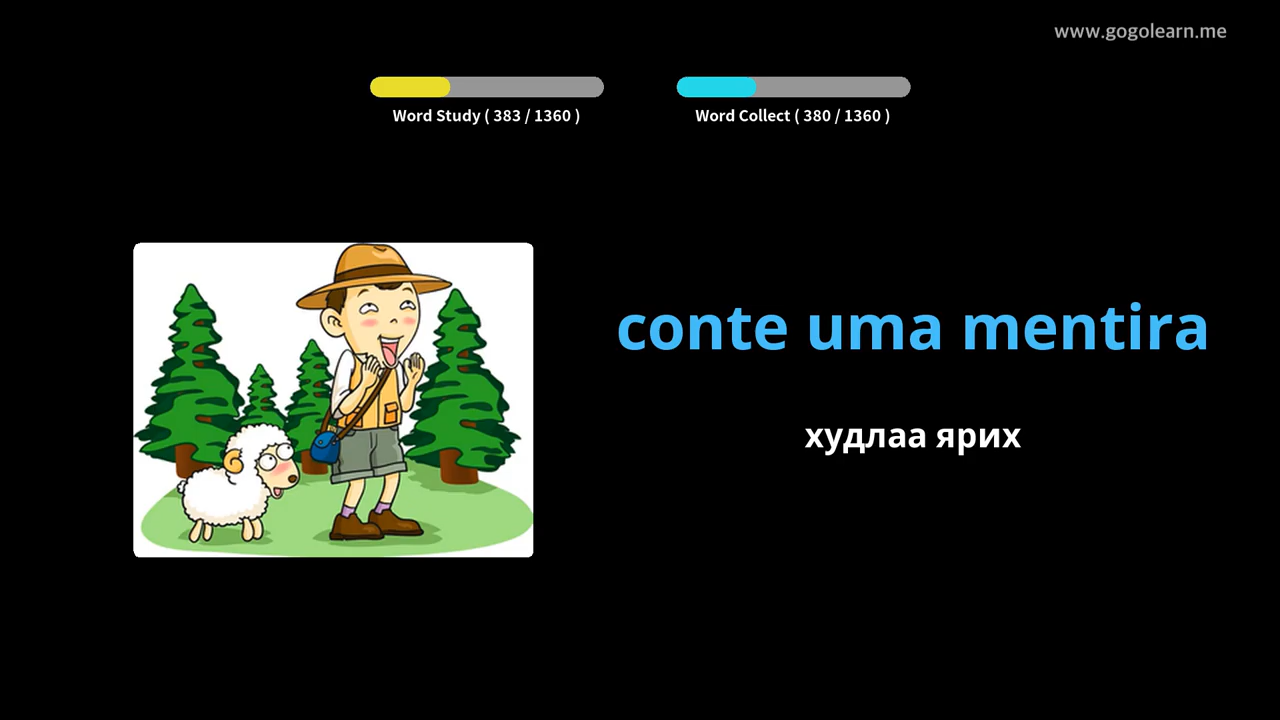 www.gogolearn.me
Word Study ( 383 / 1360 )
Word Collect ( 380 / 1360 )
conte uma mentira
худлаа ярих